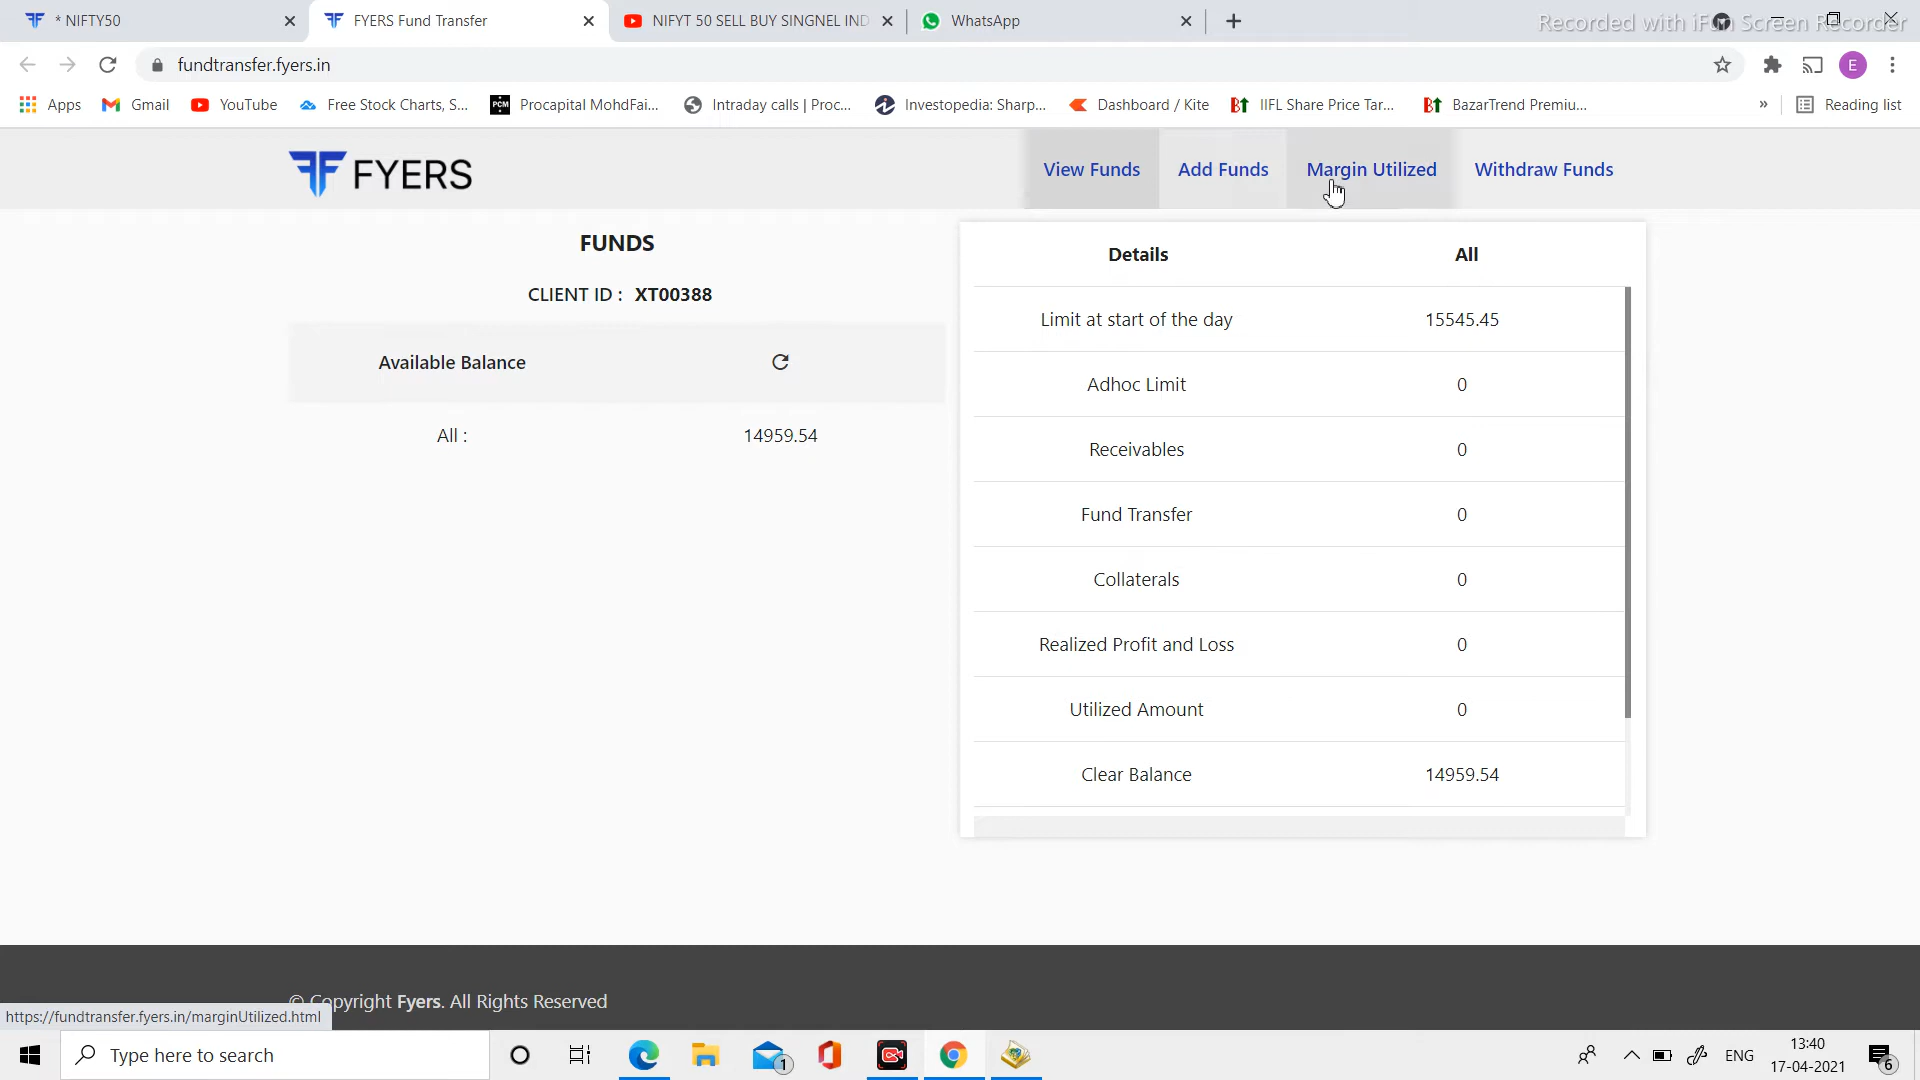 * NIFTY50
FYERS Fund Transfer
NIFYT 50 SELL BUY SINGNEL IND
WhatsApp
Recorded with iFun Screen Recorder
fundtransfer.fyers.in
E
Apps
Gmail
YouTube
Free Stock Charts, S...
PCM
Procapital MohdFai...
Intraday calls | Proc...
Investopedia: Sharp...
Dashboard / Kite
IIFL Share Price Tar...
BazarTrend Premiu...
»
Reading list
FYERS
View Funds
Add Funds
Margin Utilized
Withdraw Funds
FUNDS
CLIENT ID : XT00388
Available Balance
All : 14959.54
Details All
Limit at start of the day 15545.45
Adhoc Limit 0
Receivables 0
Fund Transfer 0
Collaterals 0
Realized Profit and Loss 0
Utilized Amount 0
Clear Balance 14959.54
© Copyright Fyers. All Rights Reserved
https://fundtransfer.fyers.in/marginUtilized.html
Type here to search
1
ENG
13:40
17-04-2021
6